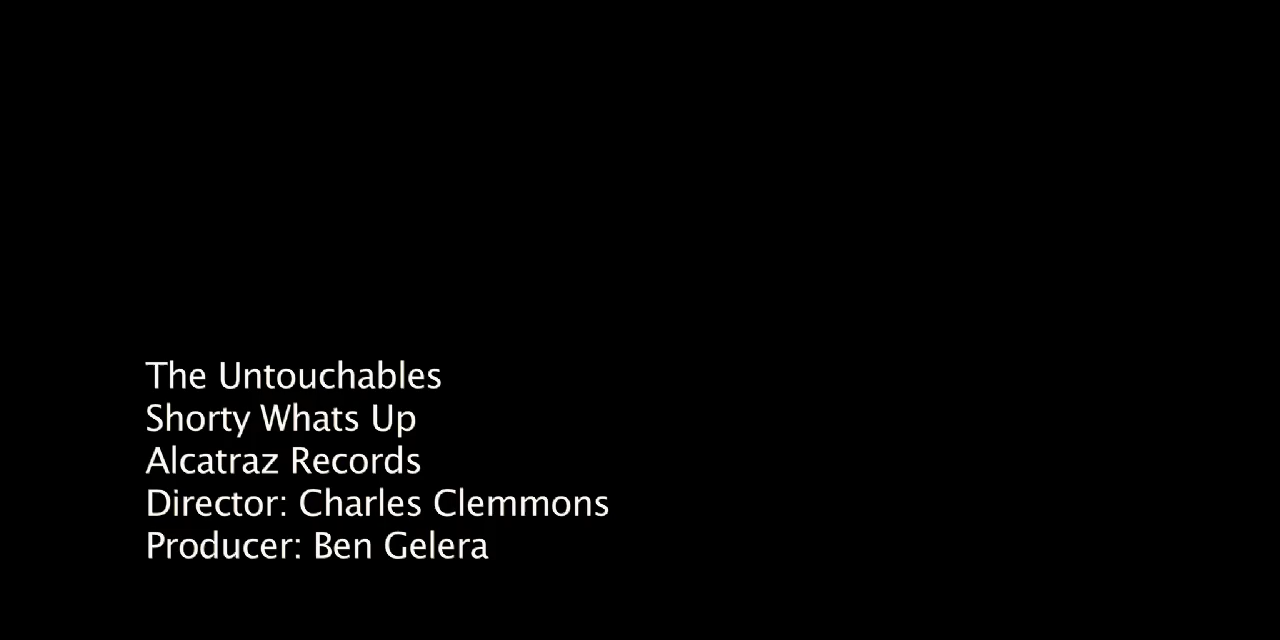 The Untouchables
Shorty Whats Up
Alcatraz Records
Director: Charles Clemmons
Producer: Ben Gelera